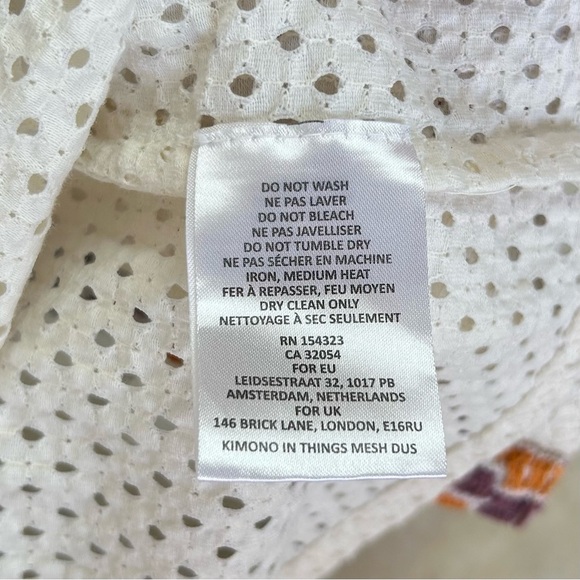 DO NOT WASH
NE PAS LAVER
DO NOT BLEACH
NE PAS JAVELLISER
DO NOT TUMBLE DRY
NE PAS SÉCHER EN MACHINE
IRON, MEDIUM HEAT
FER À REPASSER, FEU MOYEN
DRY CLEAN ONLY
NETTOYAGE À SEC SEULEMENT
RN 154323
CA 32054
FOR EU
LEIDSESTRAAT 32, 1017 PB
AMSTERDAM, NETHERLANDS
FOR UK
146 BRICK LANE, LONDON, E16RU
KIMONO IN THINGS MESH DUS